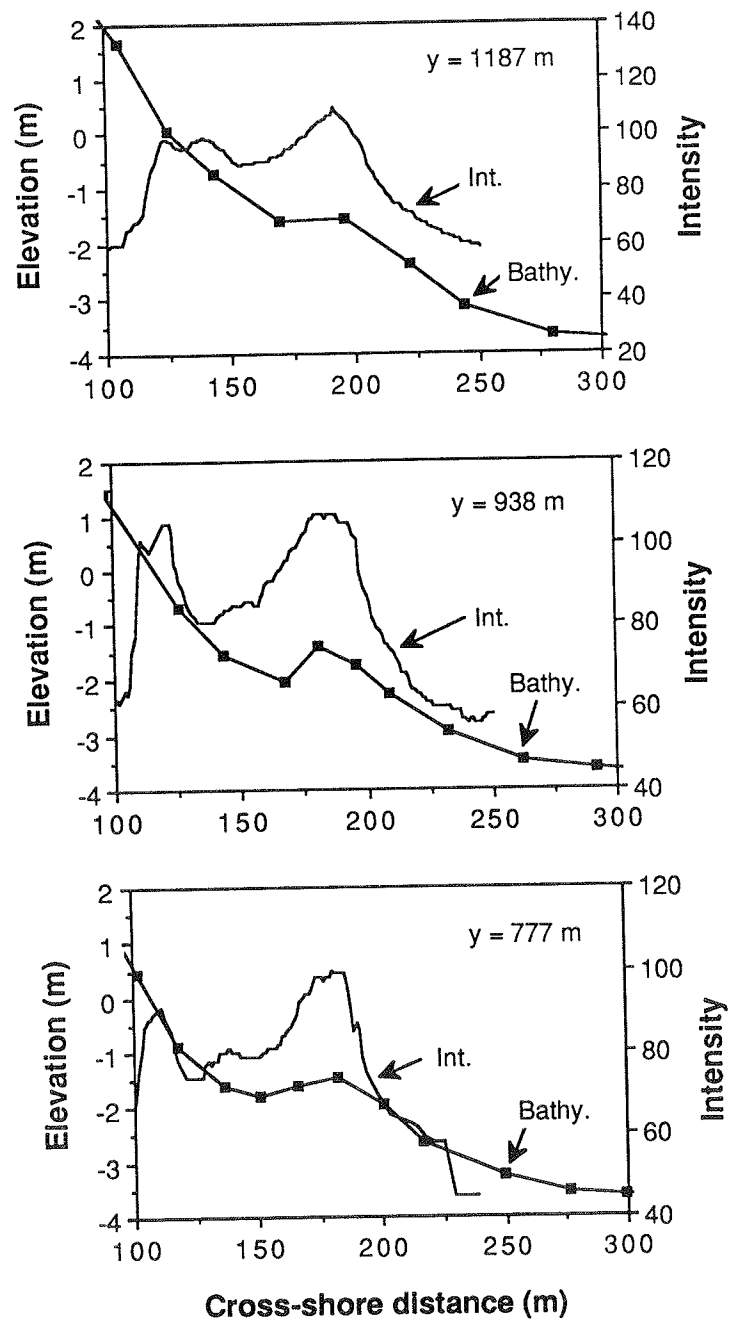 y = 1187 m
Elevation (m)
2
1
0
-1
-2
-3
-4
Intensity
140
120
100
80
60
40
20
Int.
Bathy.
100 150 200 250 300
y = 938 m
Elevation (m)
2
1
0
-1
-2
-3
-4
Intensity
120
100
80
60
40
Int.
Bathy.
100 150 200 250 300
y = 777 m
Elevation (m)
2
1
0
-1
-2
-3
-4
Intensity
120
100
80
60
40
Int.
Bathy.
100 150 200 250 300
Cross-shore distance (m)